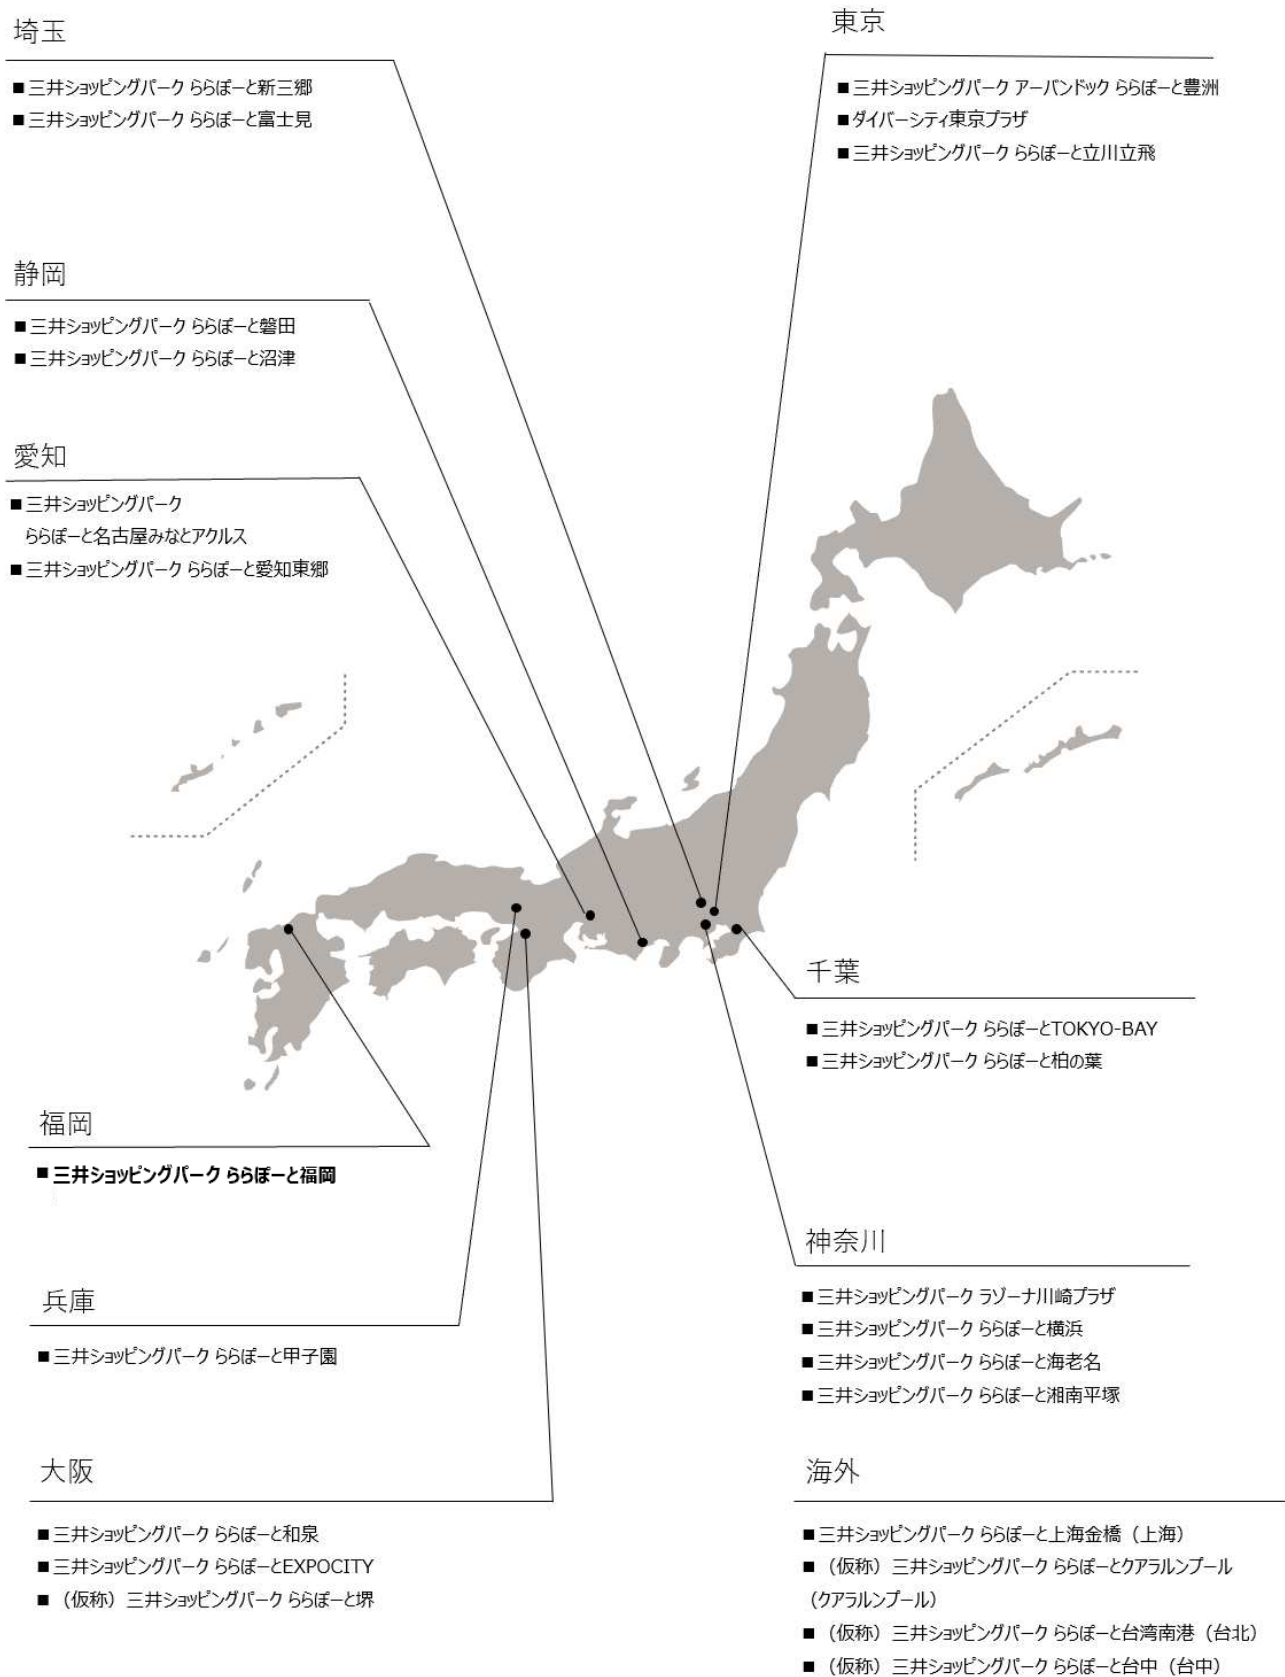 埼玉
■ 三井ショッピングパーク ららぽーと新三郷
■ 三井ショッピングパーク ららぽーと富士見
東京
■ 三井ショッピングパーク アーバンドック ららぽーと豊洲
■ ダイバーシティ東京プラザ
■ 三井ショッピングパーク ららぽーと立川立飛
静岡
■ 三井ショッピングパーク ららぽーと磐田
■ 三井ショッピングパーク ららぽーと沼津
愛知
■ 三井ショッピングパーク
ららぽーと名古屋みなとアクルス
■ 三井ショッピングパーク ららぽーと愛知東郷
千葉
■ 三井ショッピングパーク ららぽーとTOKYO-BAY
■ 三井ショッピングパーク ららぽーと柏の葉
福岡
■ 三井ショッピングパーク ららぽーと福岡
神奈川
■ 三井ショッピングパーク ラゾーナ川崎プラザ
■ 三井ショッピングパーク ららぽーと横浜
■ 三井ショッピングパーク ららぽーと海老名
■ 三井ショッピングパーク ららぽーと湘南平塚
兵庫
■ 三井ショッピングパーク ららぽーと甲子園
大阪
■ 三井ショッピングパーク ららぽーと和泉
■ 三井ショッピングパーク ららぽーとEXPOCITY
■ （仮称）三井ショッピングパーク ららぽーと堺
海外
■ 三井ショッピングパーク ららぽーと上海金橋（上海）
■ （仮称）三井ショッピングパーク ららぽーとクアラルンプール
（クアラルンプール）
■ （仮称）三井ショッピングパーク ららぽーと台湾南港（台北）
■ （仮称）三井ショッピングパーク ららぽーと台中（台中）